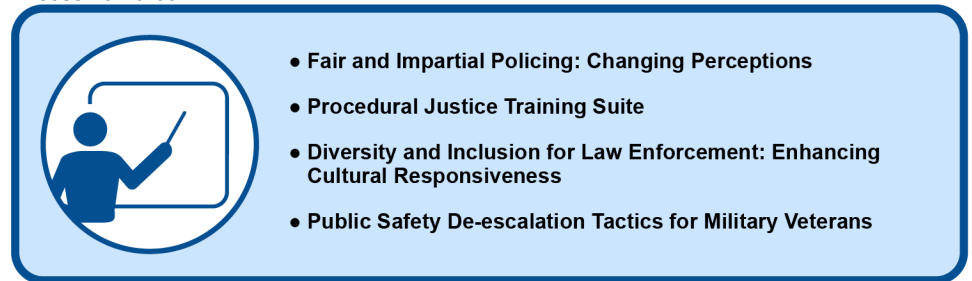 ● Fair and Impartial Policing: Changing Perceptions
● Procedural Justice Training Suite
● Diversity and Inclusion for Law Enforcement: Enhancing
Cultural Responsiveness
● Public Safety De-escalation Tactics for Military Veterans